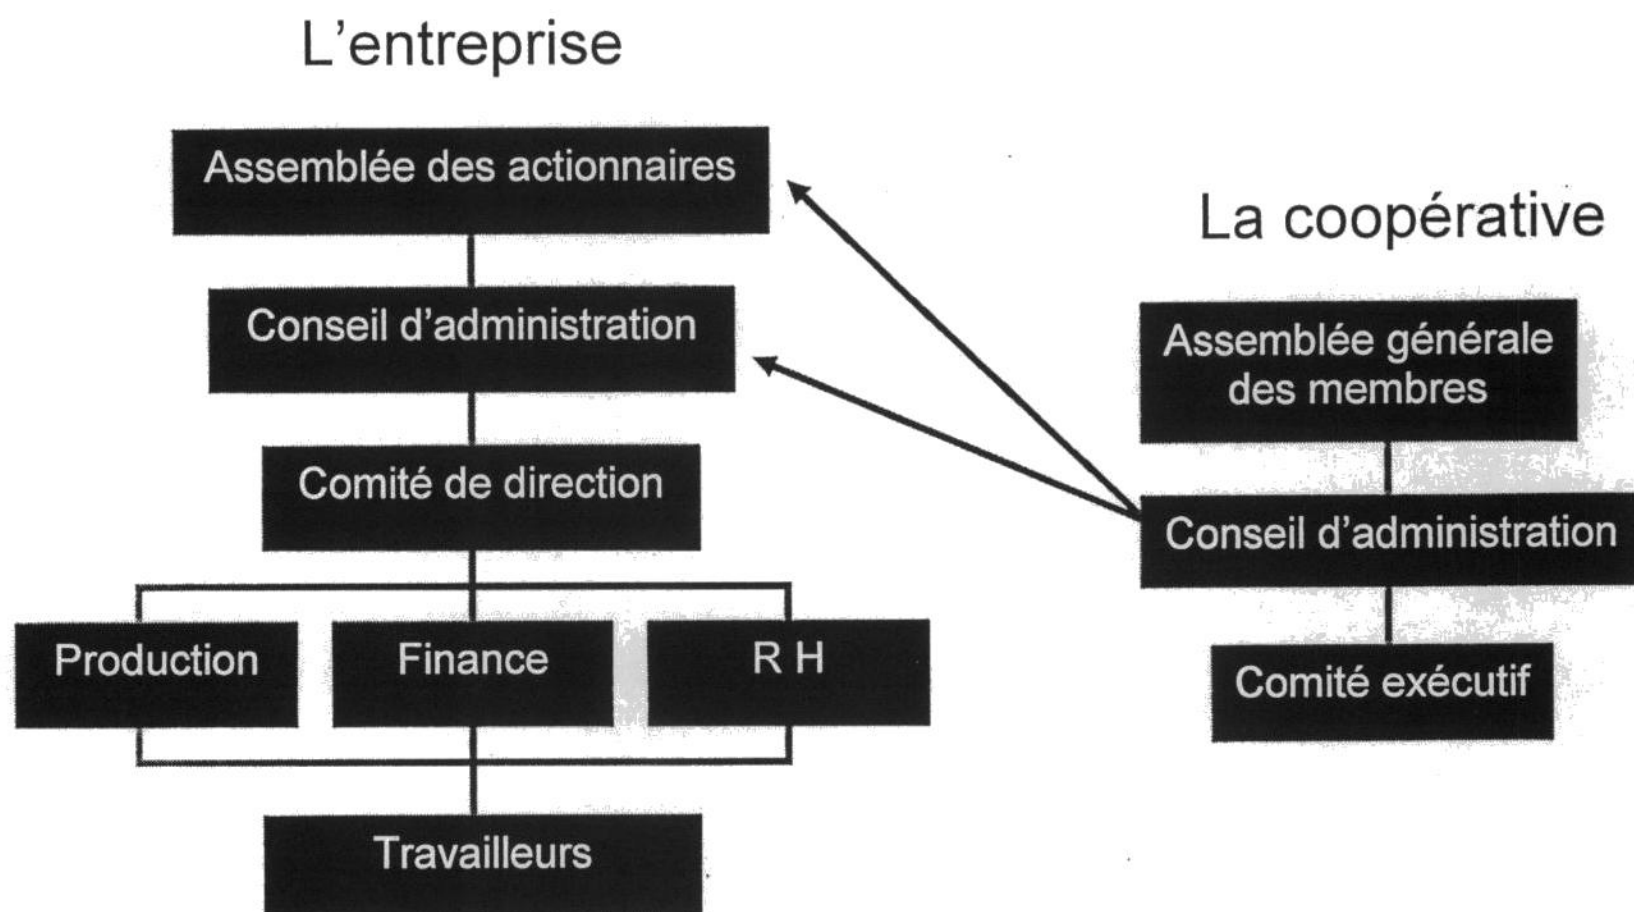 L'entreprise
Assemblée des actionnaires
Conseil d'administration
Comité de direction
Production
Finance
R H
Travailleurs
La coopérative
Assemblée générale
des membres
Conseil d'administration
Comité exécutif